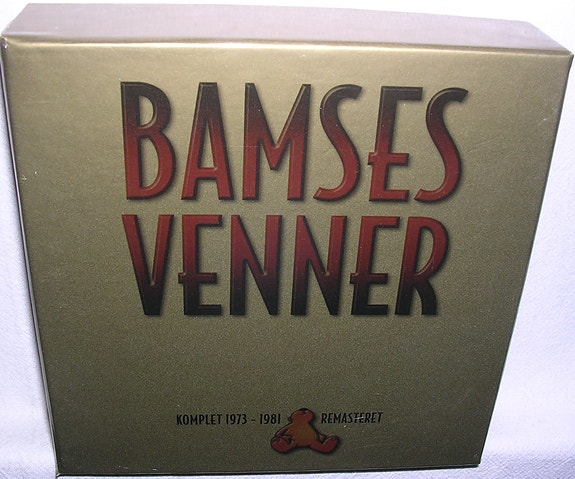 BAMSES
VENNER
KOMPLET 1973 - 1981 REMASTERET